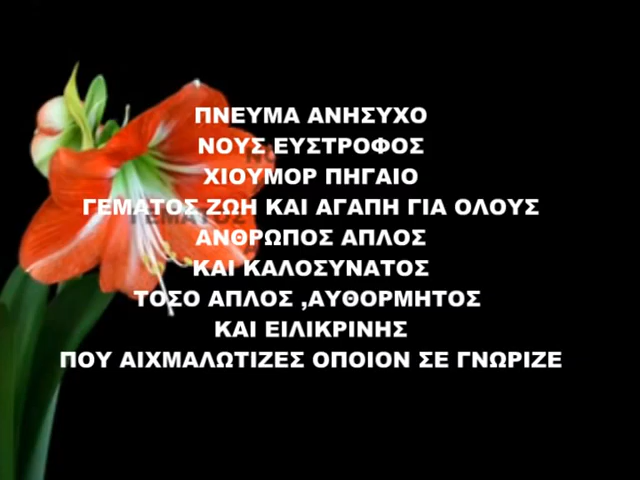 ΠΝΕΥΜΑ ΑΝΗΣΥΧΟ
ΝΟΥΣ ΕΥΣΤΡΟΦΟΣ
ΧΙΟΥΜΟΡ ΠΗΓΑΙΟ
ΓΕΜΑΤΟΣ ΖΩΗ ΚΑΙ ΑΓΑΠΗ ΓΙΑ ΟΛΟΥΣ
ΑΝΘΡΩΠΟΣ ΑΠΛΟΣ
ΚΑΙ ΚΑΛΟΣΥΝΑΤΟΣ
ΤΟΣΟ ΑΠΛΟΣ ,ΑΥΘΟΡΜΗΤΟΣ
ΚΑΙ ΕΙΛΙΚΡΙΝΗΣ
ΠΟΥ ΑΙΧΜΑΛΩΤΙΖΕΣ ΟΠΟΙΟΝ ΣΕ ΓΝΩΡΙΖΕ